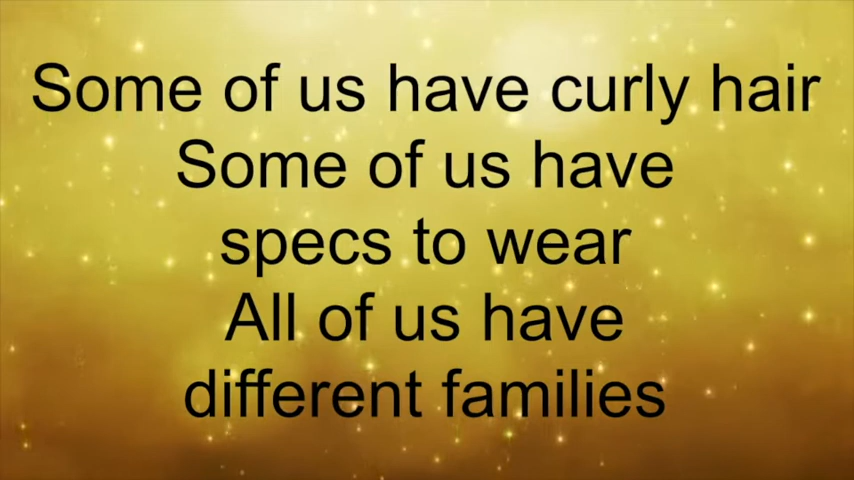 Some of us have curly hair
Some of us have
specs to wear
All of us have
different families